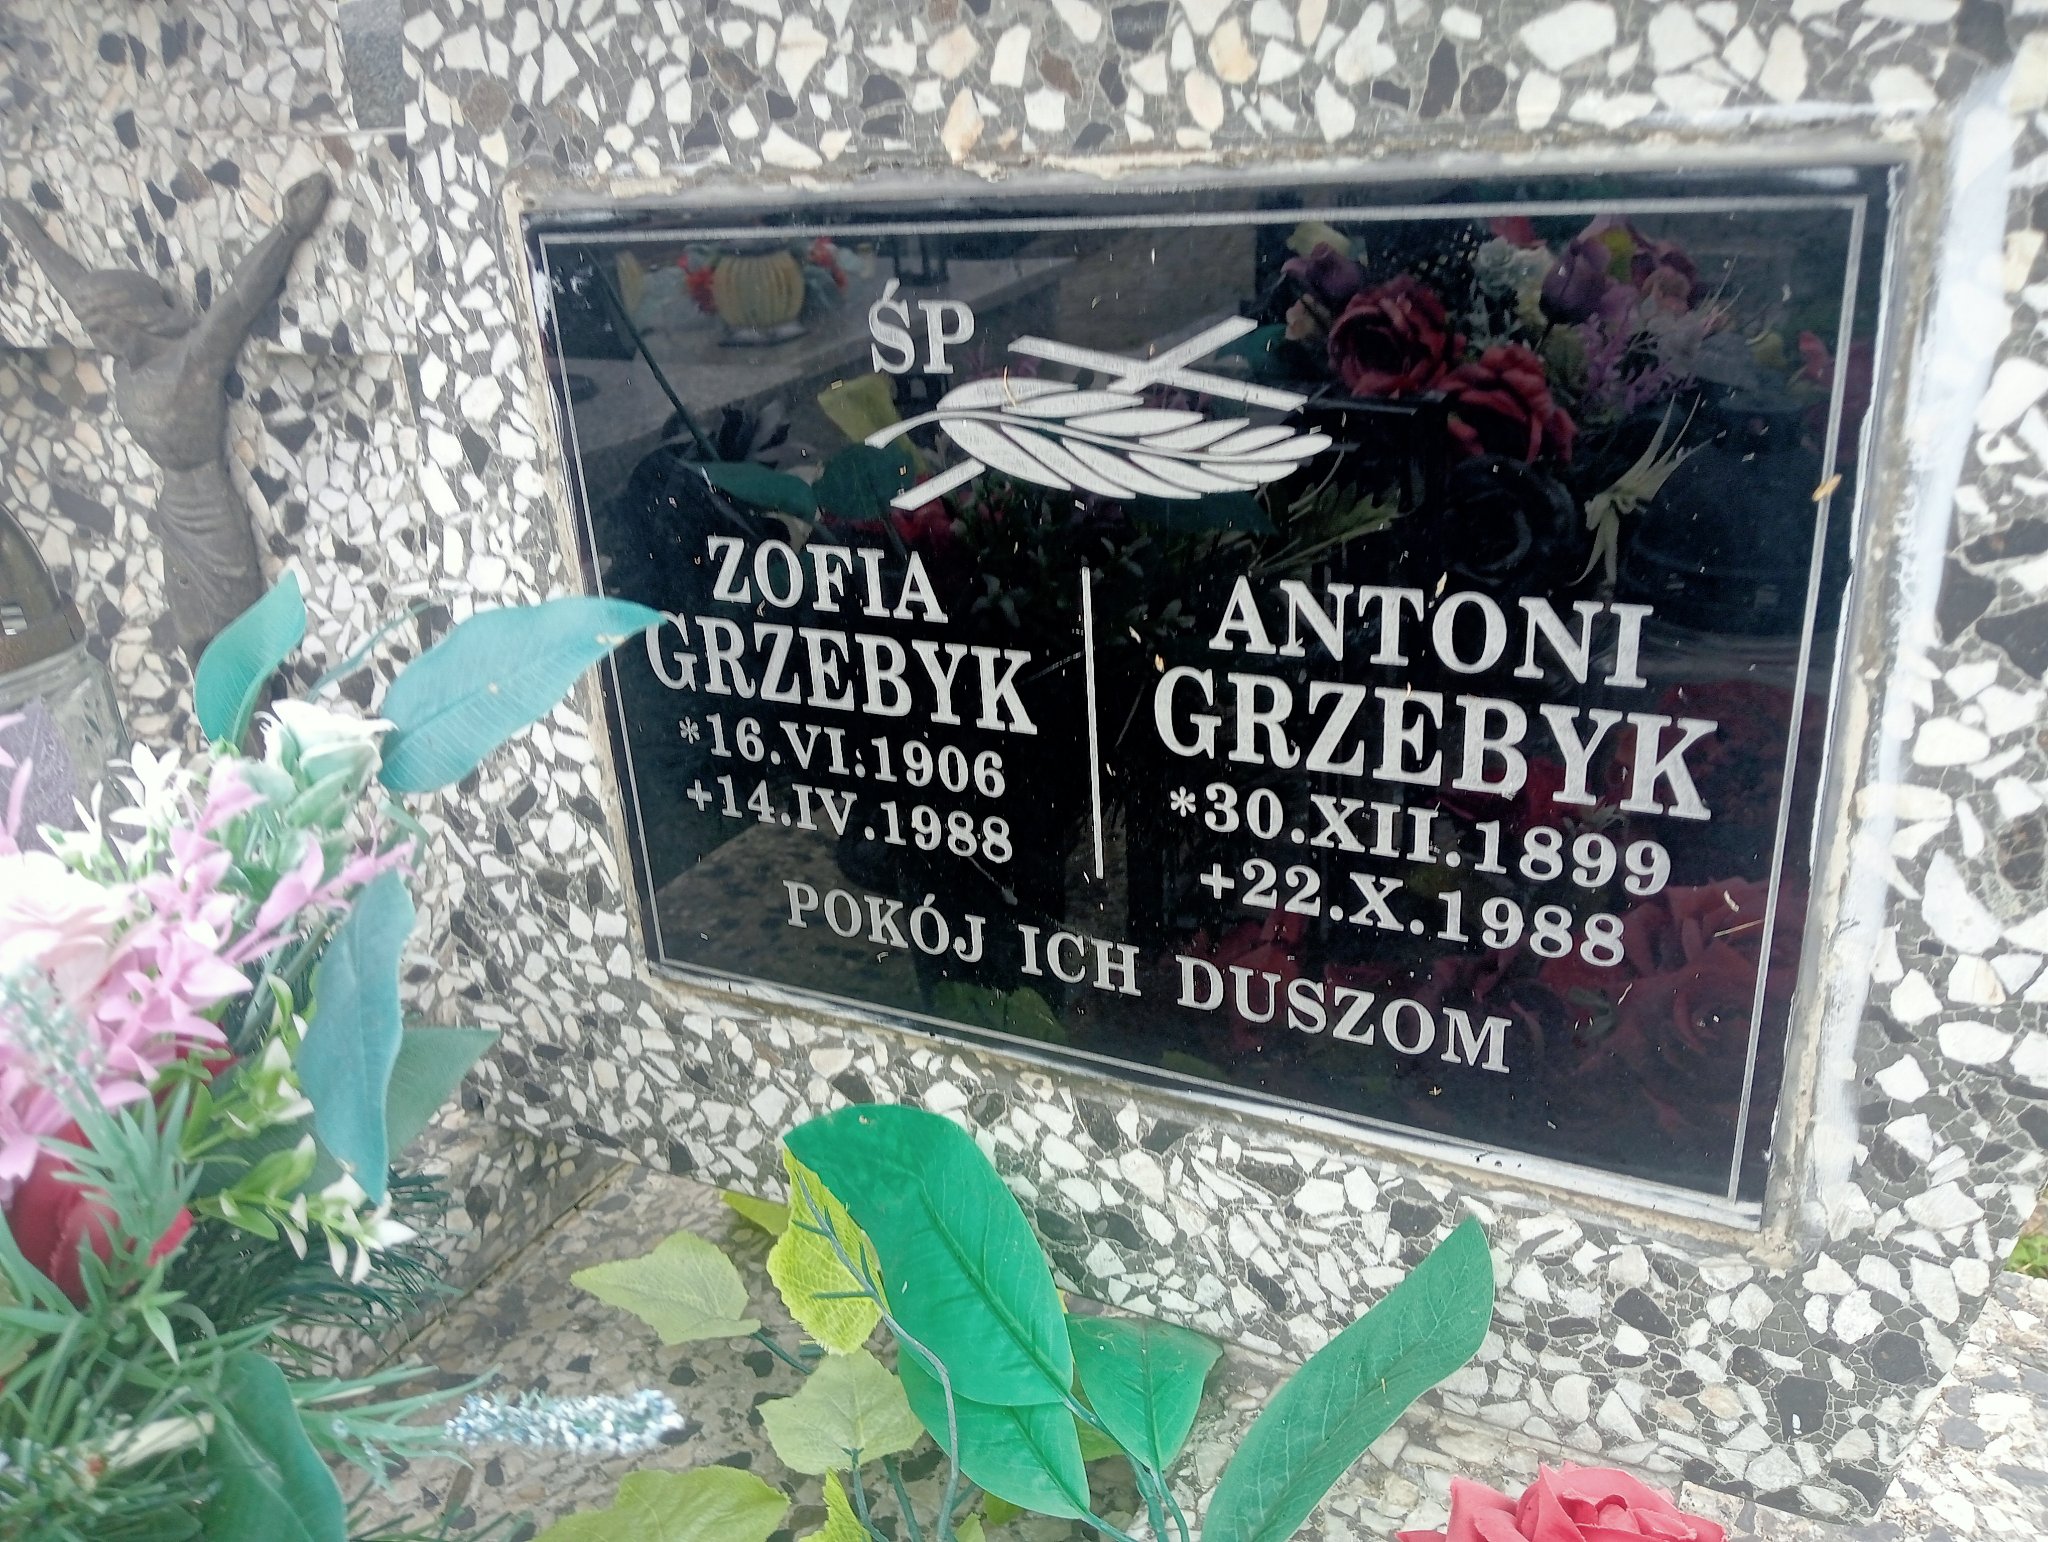 ŚP
ZOFIA
GRZEBYK
*16.VI.1906
+14.IV.1988
ANTONI
GRZEBYK
*30.XII.1899
+22.X.1988
POKÓJ ICH DUSZOM